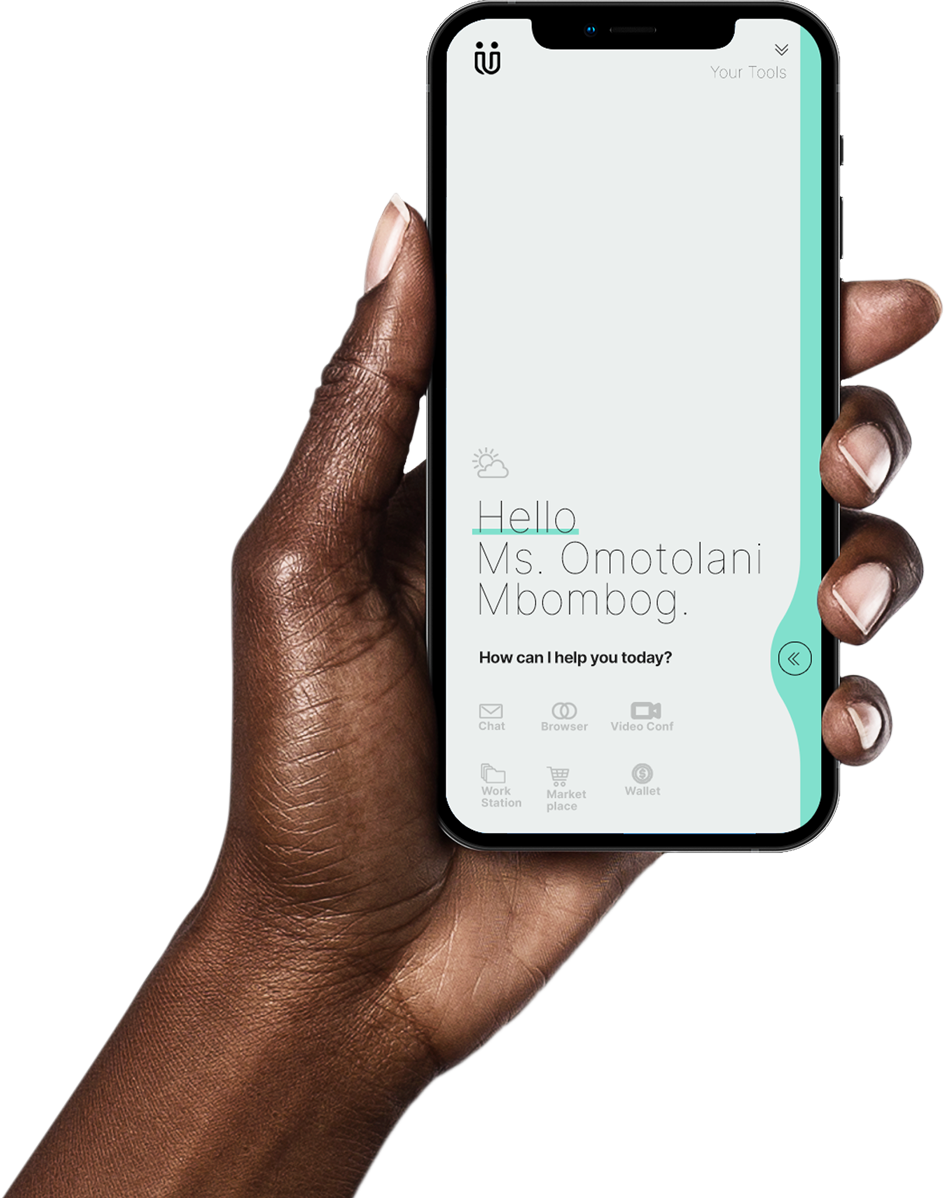 Your Tools
Hello
Ms. Omotolani
Mbombog.
How can I help you today?
Chat
Browser
Video Conf
Work
Station
Market
place
Wallet